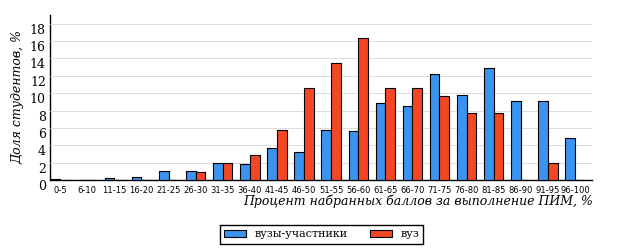 Доля студентов, %
18
16
14
12
10
8
6
4
2
0
0-5 6-10 11-15 16-20 21-25 26-30 31-35 36-40 41-45 46-50 51-55 56-60 61-65 66-70 71-75 76-80 81-85 86-90 91-95 96-100
Процент набранных баллов за выполнение ПИМ, %
вузы-участники вуз